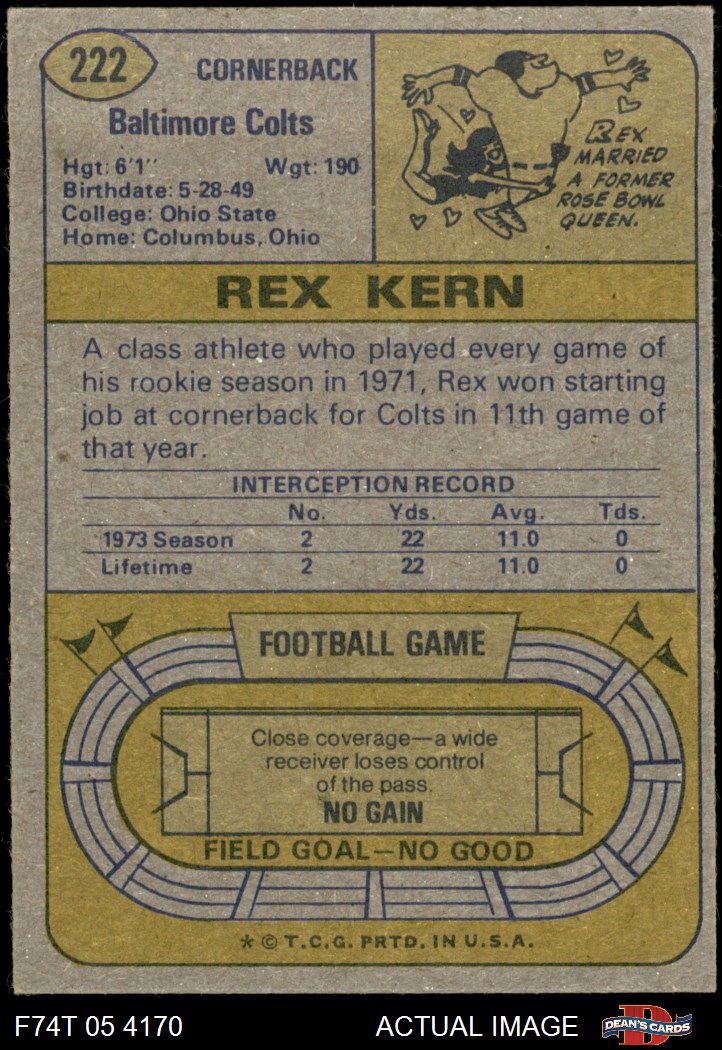 222
CORNERBACK
Baltimore Colts
Hgt: 6'1" Wgt: 190
Birthdate: 5-28-49
College: Ohio State
Home: Columbus, Ohio
REX
MARRIED
A FORMER
ROSE BOWL
QUEEN.
REX KERN
A class athlete who played every game of
his rookie season in 1971, Rex won starting
job at cornerback for Colts in 11th game of
that year.
INTERCEPTION RECORD
No. Yds. Avg. Tds.
1973 Season 2 22 11.0 0
Lifetime 2 22 11.0 0
FOOTBALL GAME
Close coverage—a wide
receiver loses control
of the pass.
NO GAIN
FIELD GOAL—NO GOOD
* © T.C.G. PRTD. IN U.S.A.
F74T 05 4170 ACTUAL IMAGE DEAN'S CARDS